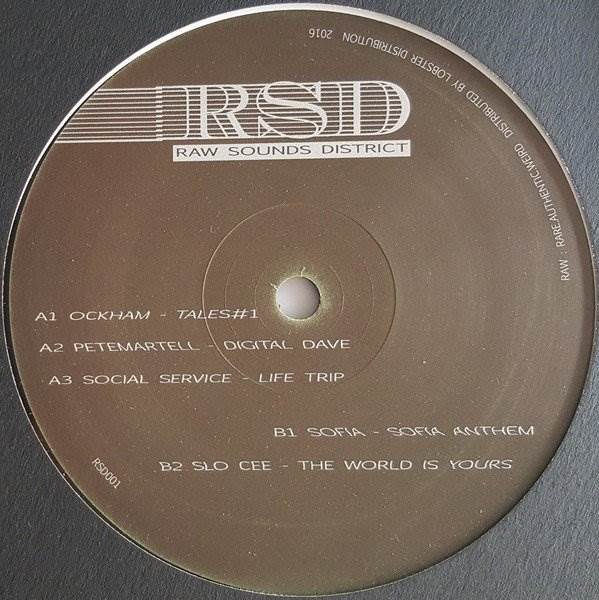 RSD
RAW SOUNDS DISTRICT
RAW : RARE.AUTHENTIC.WEIRD DISTRIBUTED BY LOBSTER DISTRIBUTION 2016
A1 OCKHAM - TALES#1
A2 PETEMARTELL - DIGITAL DAVE
A3 SOCIAL SERVICE - LIFE TRIP
B1 SOFIA - SOFIA ANTHEM
B2 SLO CEE - THE WORLD IS YOURS
RSD001